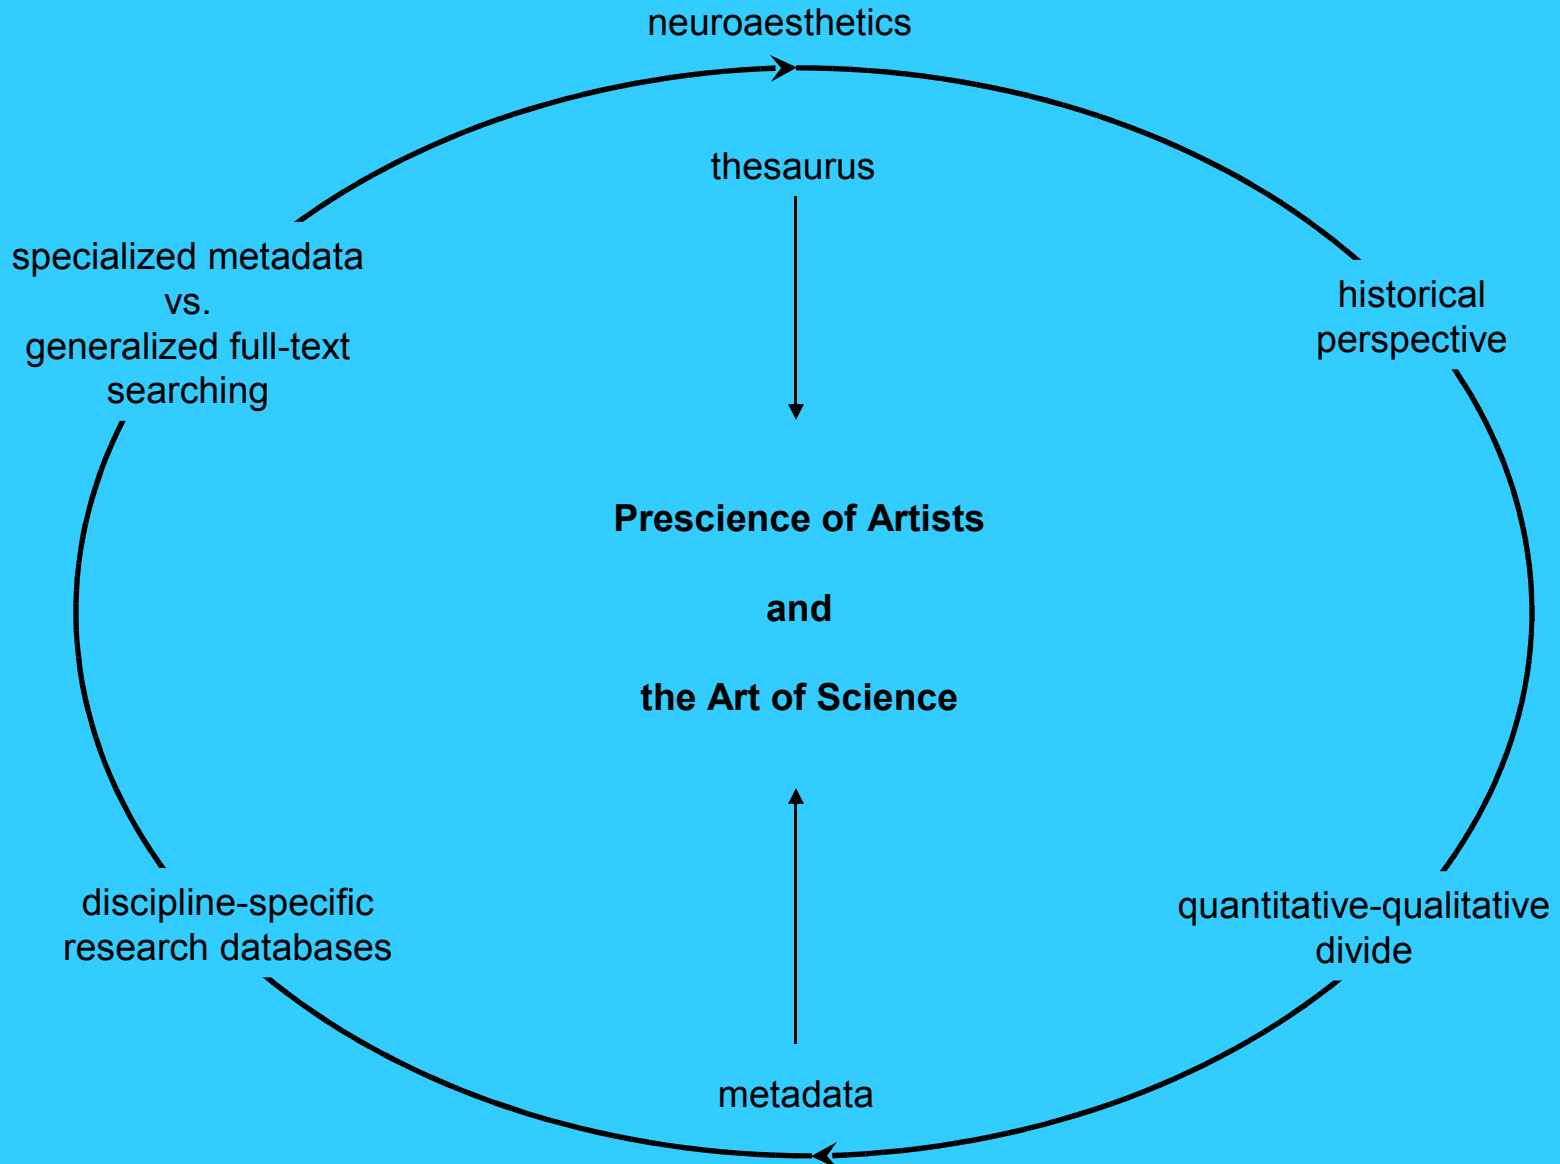 neuroaesthetics
thesaurus
specialized metadata
vs.
generalized full-text
searching
historical
perspective
Prescience of Artists
and
the Art of Science
discipline-specific
research databases
quantitative-qualitative
divide
metadata